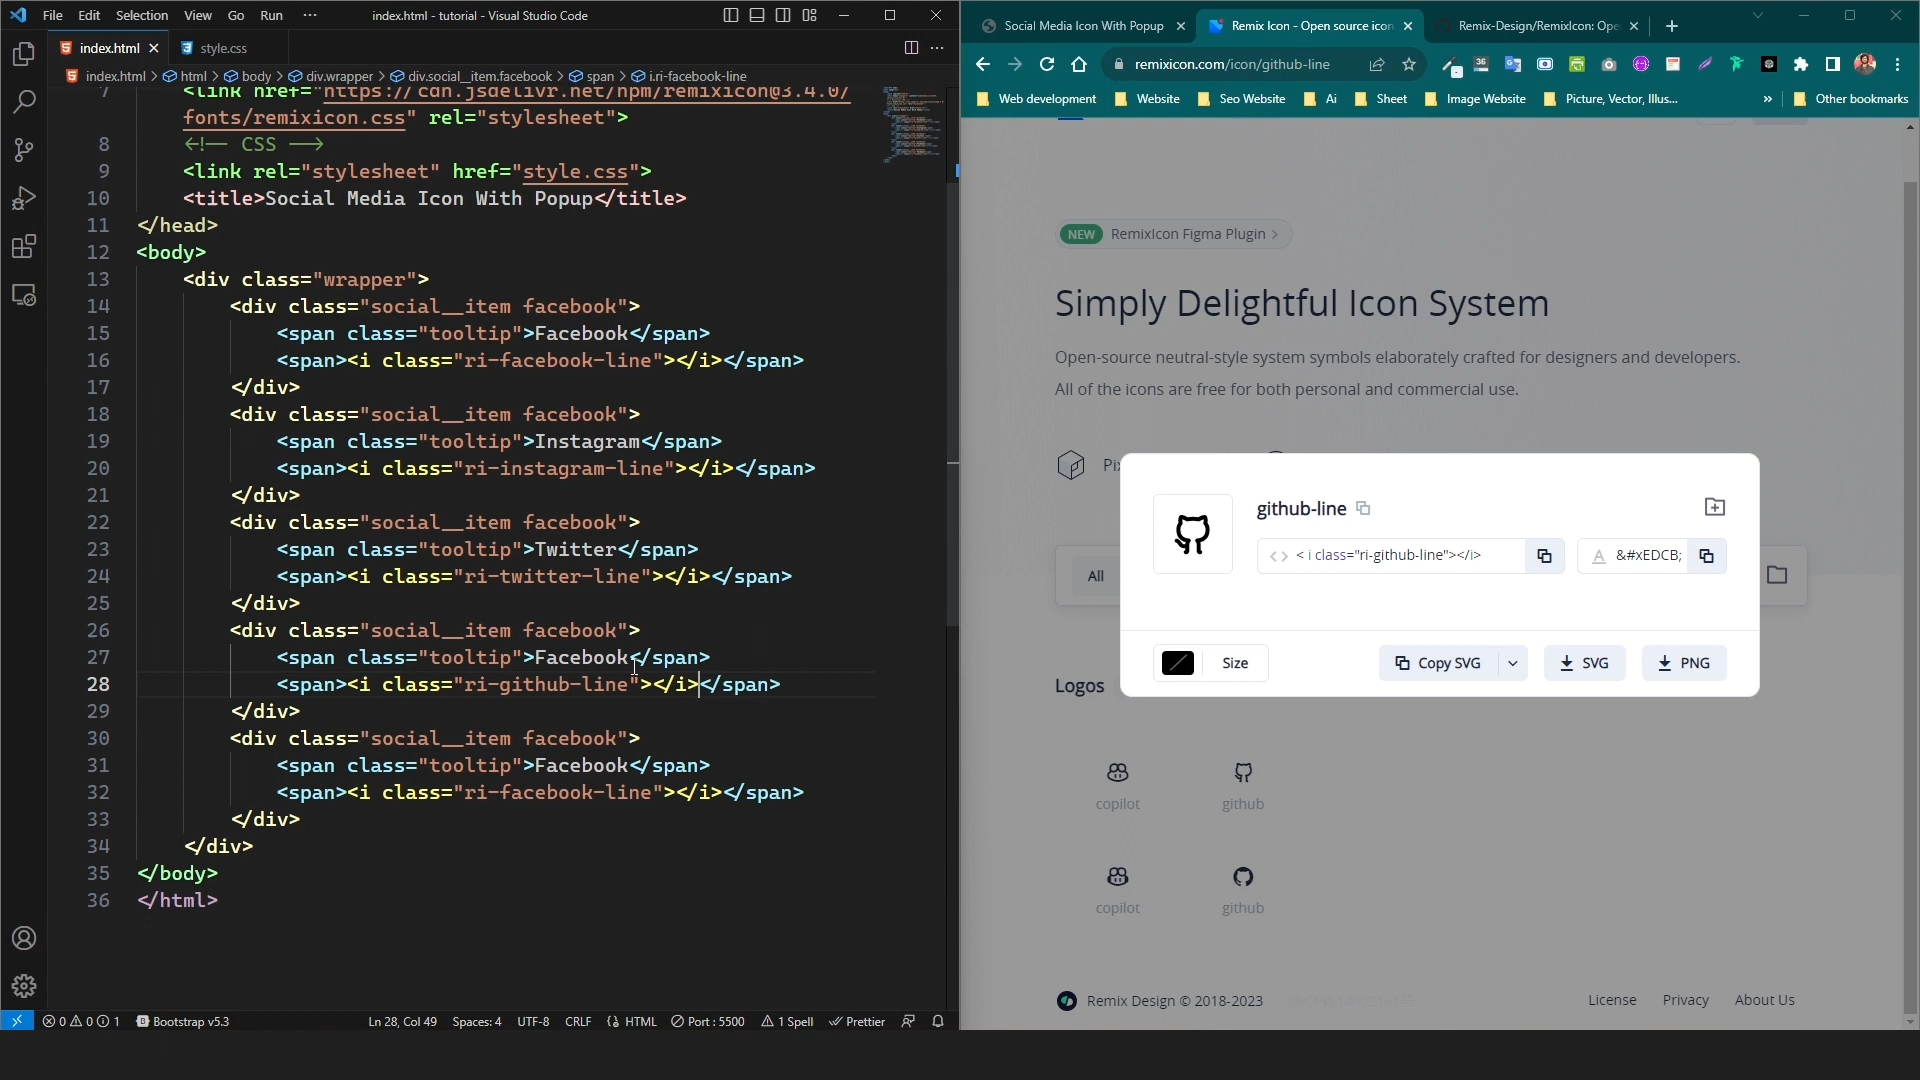 File Edit Selection View Go Run ··· index.html - tutorial - Visual Studio Code
index.html style.css
index.html > html > body > div.wrapper > div.social__item.facebook > span > i.ri-facebook-line
7 <link href="https://cdn.jsdelivr.net/npm/remixicon@3.4.0/
fonts/remixicon.css" rel="stylesheet">
8 <!-- CSS -->
9 <link rel="stylesheet" href="style.css">
10 <title>Social Media Icon With Popup</title>
11 </head>
12 <body>
13 <div class="wrapper">
14 <div class="social__item facebook">
15 <span class="tooltip">Facebook</span>
16 <span><i class="ri-facebook-line"></i></span>
17 </div>
18 <div class="social__item facebook">
19 <span class="tooltip">Instagram</span>
20 <span><i class="ri-instagram-line"></i></span>
21 </div>
22 <div class="social__item facebook">
23 <span class="tooltip">Twitter</span>
24 <span><i class="ri-twitter-line"></i></span>
25 </div>
26 <div class="social__item facebook">
27 <span class="tooltip">Facebook</span>
28 <span><i class="ri-github-line"></i></span>
29 </div>
30 <div class="social__item facebook">
31 <span class="tooltip">Facebook</span>
32 <span><i class="ri-facebook-line"></i></span>
33 </div>
34 </div>
35 </body>
36 </html>
0 0 1 Bootstrap v5.3 Ln 28, Col 49 Spaces: 4 UTF-8 CRLF HTML Port : 5500 1 Spell Prettier
Social Media Icon With Popup Remix Icon - Open source icon Remix-Design/RemixIcon: Ope
remixicon.com/icon/github-line 36
Web development Website Seo Website Ai Sheet Image Website Picture, Vector, Illus... » Other bookmarks
NEW RemixIcon Figma Plugin >
Simply Delightful Icon System
Open-source neutral-style system symbols elaborately crafted for designers and developers.
All of the icons are free for both personal and commercial use.
Pix
github-line
< i class="ri-github-line"></i> &#xEDCB;
All
Size Copy SVG SVG PNG
Logos
copilot github
copilot github
Remix Design © 2018-2023 License Privacy About Us